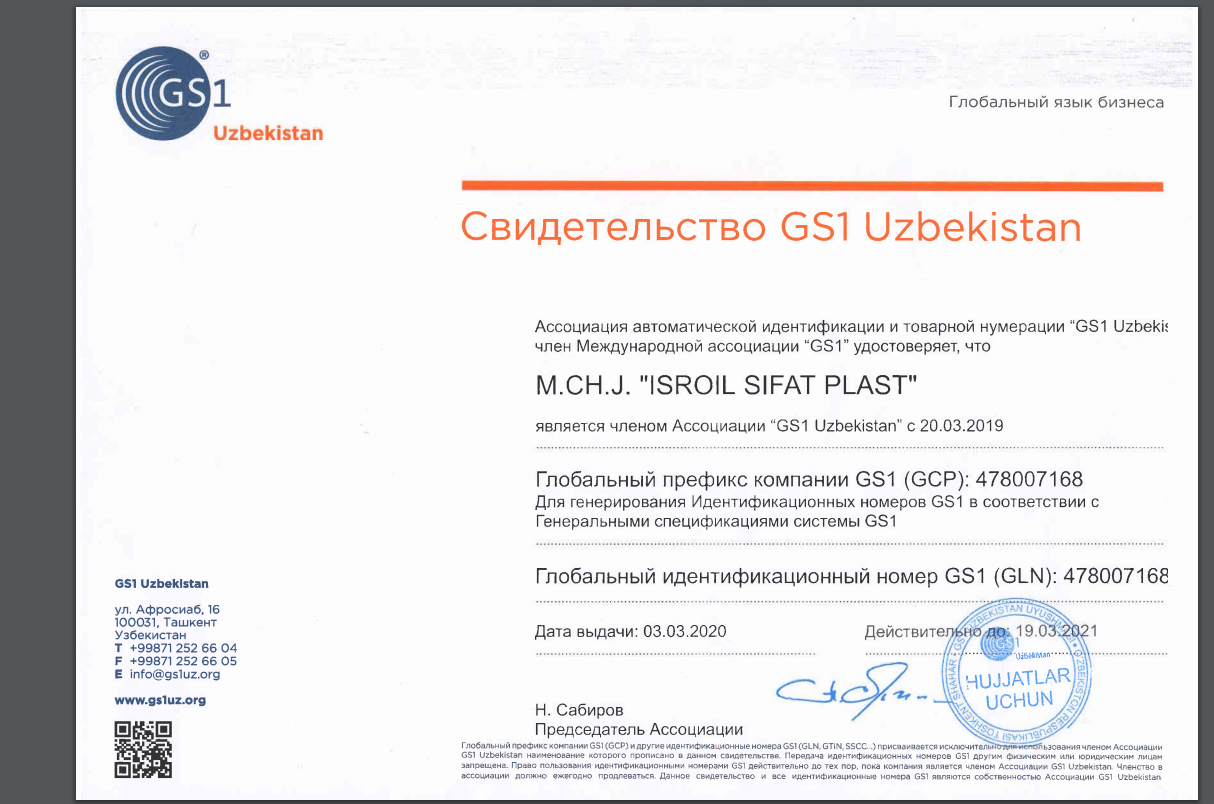 GS1®
Uzbekistan
Глобальный язык бизнеса
Свидетельство GS1 Uzbekistan
Ассоциация автоматической идентификации и товарной нумерации “GS1 Uzbekis
член Международной ассоциации “GS1” удостоверяет, что
M.CH.J. "ISROIL SIFAT PLAST"
является членом Ассоциации “GS1 Uzbekistan” с 20.03.2019
Глобальный префикс компании GS1 (GCP): 478007168
Для генерирования Идентификационных номеров GS1 в соответствии с
Генеральными спецификациями системы GS1
Глобальный идентификационный номер GS1 (GLN): 478007168
Дата выдачи: 03.03.2020
Действительно до: 19.03.2021
GS1 UZBEKISTAN UYUSHMASI • O'ZBEKISTON RESPUBLIKASI TOSHKENT SHAHAR •
GS1
Uzbekistan
HUJJATLAR
UCHUN
Н. Сабиров
Председатель Ассоциации
GS1 Uzbekistan
ул. Афросиаб, 16
100031, Ташкент
Узбекистан
T +99871 252 66 04
F +99871 252 66 05
E info@gs1uz.org
www.gs1uz.org
Глобальный префикс компании GS1 (GCP) и другие идентификационные номера GS1 (GLN, GTIN, SSCC...) присваивается исключительно для использования членом Ассоциации
GS1 Uzbekistan наименование которого прописано в данном свидетельстве. Передача идентификационных номеров GS1 другим физическим или юридическим лицам
запрещена. Право пользования идентификационными номерами GS1 действительно до тех пор, пока компания является членом Ассоциации GS1 Uzbekistan. Членство в
ассоциации должно ежегодно продлеваться. Данное свидетельство и все идентификационные номера GS1 являются собственностью Ассоциации GS1 Uzbekistan